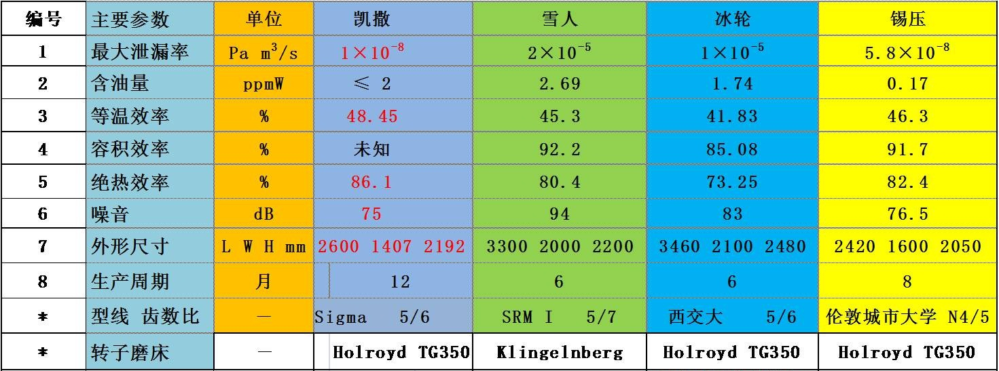 编号 主要参数 单位 凯撒 雪人 冰轮 锡压
1 最大泄漏率 Pa m³/s 1×10⁻⁸ 2×10⁻⁵ 1×10⁻⁵ 5.8×10⁻⁸
2 含油量 ppmW ≤ 2 2.69 1.74 0.17
3 等温效率 % 48.45 45.3 41.83 46.3
4 容积效率 % 未知 92.2 85.08 91.7
5 绝热效率 % 86.1 80.4 73.25 82.4
6 噪音 dB 75 94 83 76.5
7 外形尺寸 L W H mm 2600 1407 2192 3300 2000 2200 3460 2100 2480 2420 1600 2050
8 生产周期 月 12 6 6 8
* 型线 齿数比 — Sigma 5/6 SRM I 5/7 西交大 5/6 伦敦城市大学 N4/5
* 转子磨床 — Holroyd TG350 Klingelnberg Holroyd TG350 Holroyd TG350